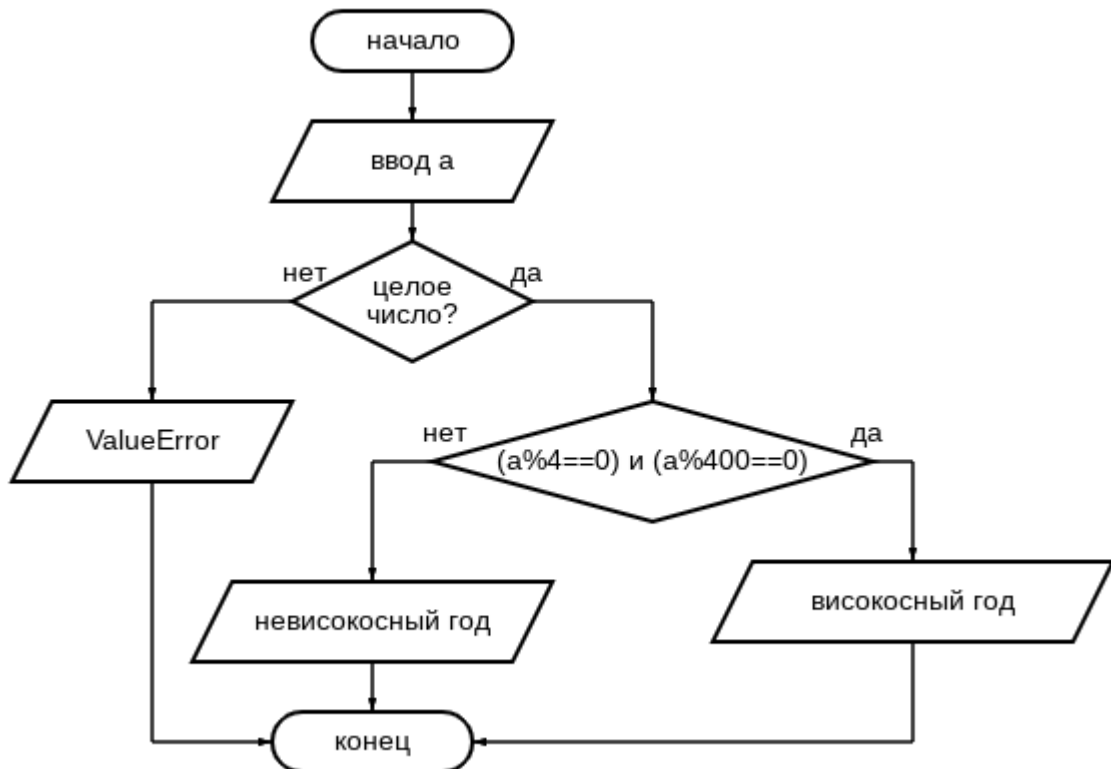 начало
ввод а
нет
да
целое
число?
ValueError
нет
да
(а%4==0) и (а%400==0)
невисокосный год
високосный год
конец